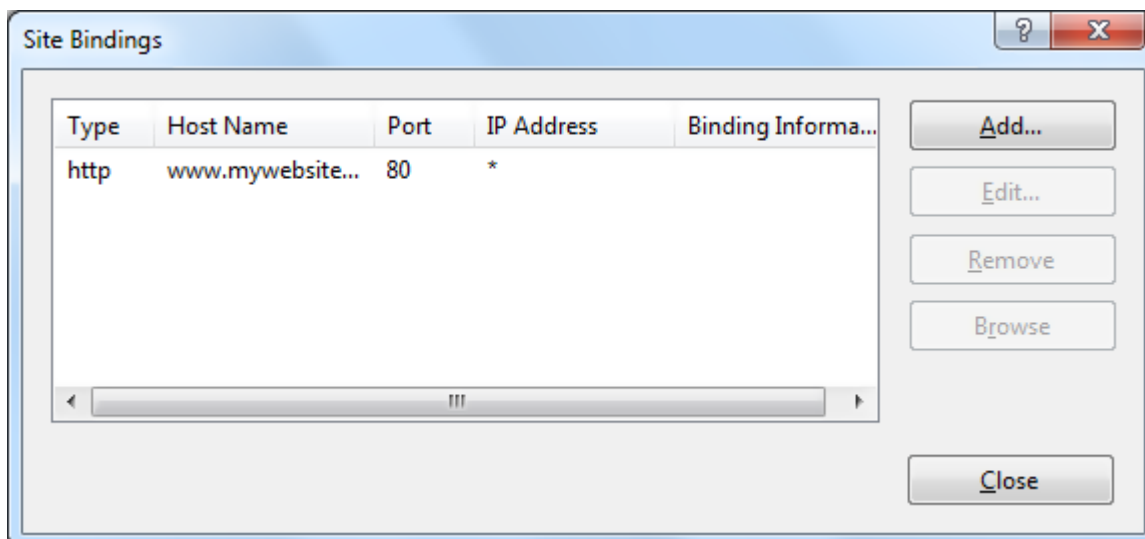 Site Bindings
Type Host Name Port IP Address Binding Informa...
http www.mywebsite... 80 *
Add...
Edit...
Remove
Browse
Close